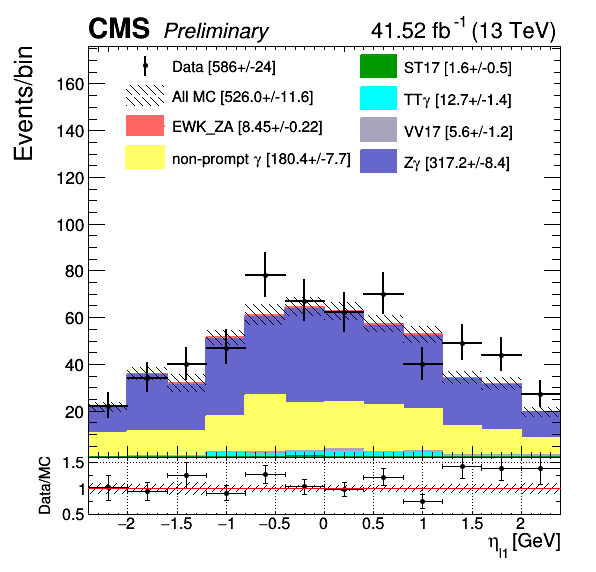 CMS Preliminary 41.52 fb⁻¹ (13 TeV)
Events/bin
Data [586+/-24]
All MC [526.0+/-11.6]
EWK_ZA [8.45+/-0.22]
non-prompt γ [180.4+/-7.7]
ST17 [1.6+/-0.5]
TTγ [12.7+/-1.4]
VV17 [5.6+/-1.2]
Zγ [317.2+/-8.4]
160
140
120
100
80
60
40
20
Data/MC
1.5
1
0.5
−2 −1.5 −1 −0.5 0 0.5 1 1.5 2
η_l1 [GeV]